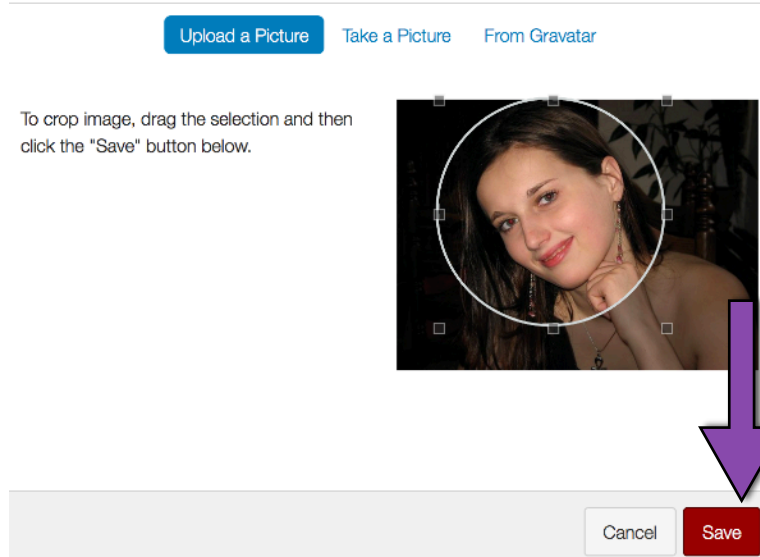 Upload a Picture Take a Picture From Gravatar
To crop image, drag the selection and then
click the "Save" button below.
Cancel Save